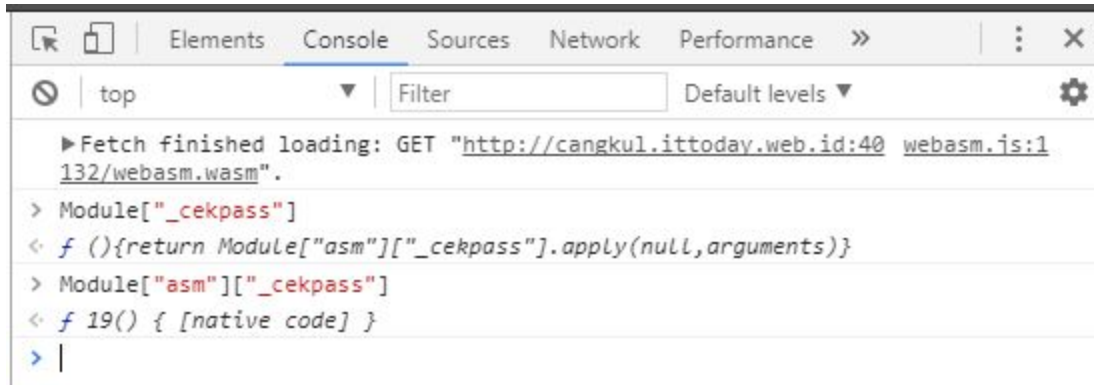 Elements Console Sources Network Performance »
top ▼ Filter Default levels ▼
▶Fetch finished loading: GET "http://cangkul.ittoday.web.id:40 webasm.js:1
132/webasm.wasm".
> Module["_cekpass"]
<· ƒ (){return Module["asm"]["_cekpass"].apply(null,arguments)}
> Module["asm"]["_cekpass"]
<· ƒ 19() { [native code] }
>